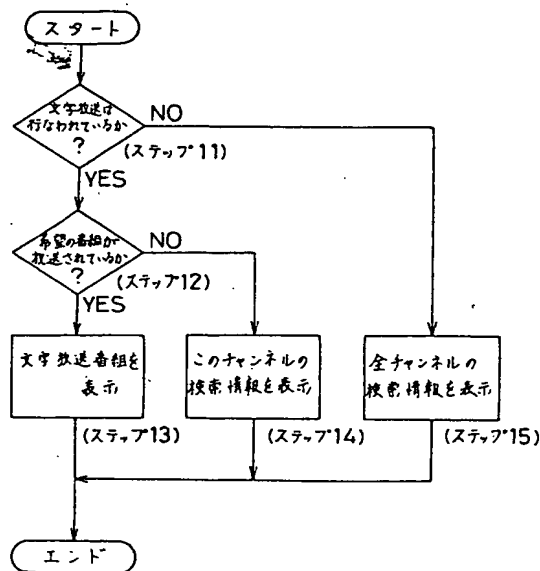 スタート
文字放送は
行なわれているか
?
NO
(ステップ11)
YES
希望の番組が
放送されているか
?
NO
(ステップ12)
YES
文字放送番組を
表示
(ステップ13)
このチャンネルの
検索情報を表示
(ステップ14)
全チャンネルの
検索情報を表示
(ステップ15)
エンド